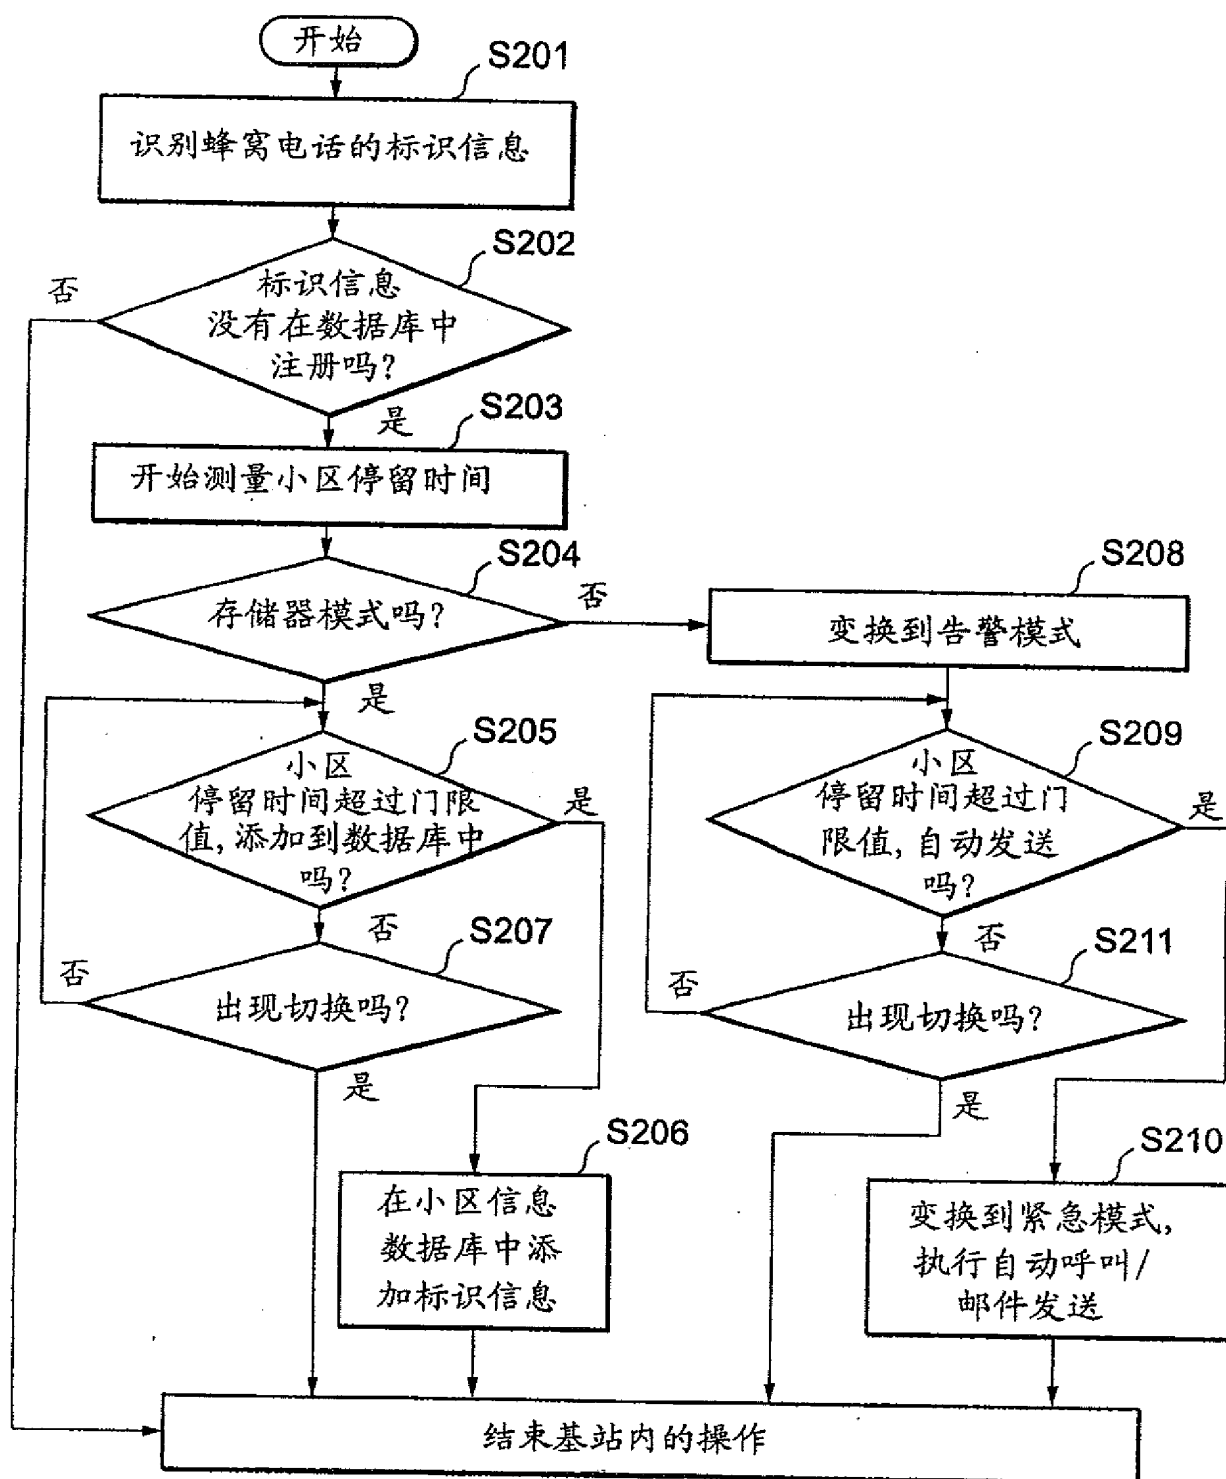 开始
S201
识别蜂窝电话的标识信息
S202
否
标识信息
没有在数据库中
注册吗?
是
S203
开始测量小区停留时间
S204
存储器模式吗?
否
S208
变换到告警模式
是
S205
小区
停留时间超过门限
值,添加到数据库中
吗?
是
S209
小区
停留时间超过门
限值,自动发送
吗?
是
否
S207
否
出现切换吗?
是
否
S211
否
出现切换吗?
是
S206
在小区信息
数据库中添
加标识信息
S210
变换到紧急模式,
执行自动呼叫/
邮件发送
结束基站内的操作